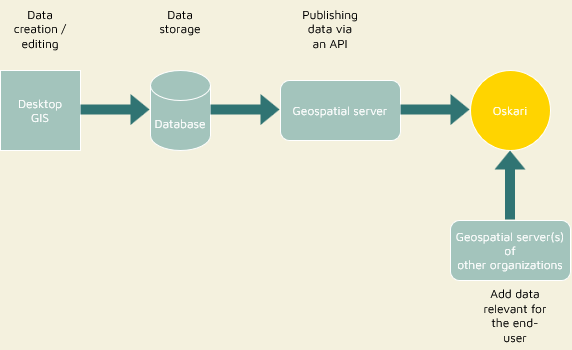 Data
creation /
editing
Data
storage
Publishing
data via
an API
Desktop
GIS
Database
Geospatial server
Oskari
Geospatial server(s)
of
other organizations
Add data
relevant for
the end-
user